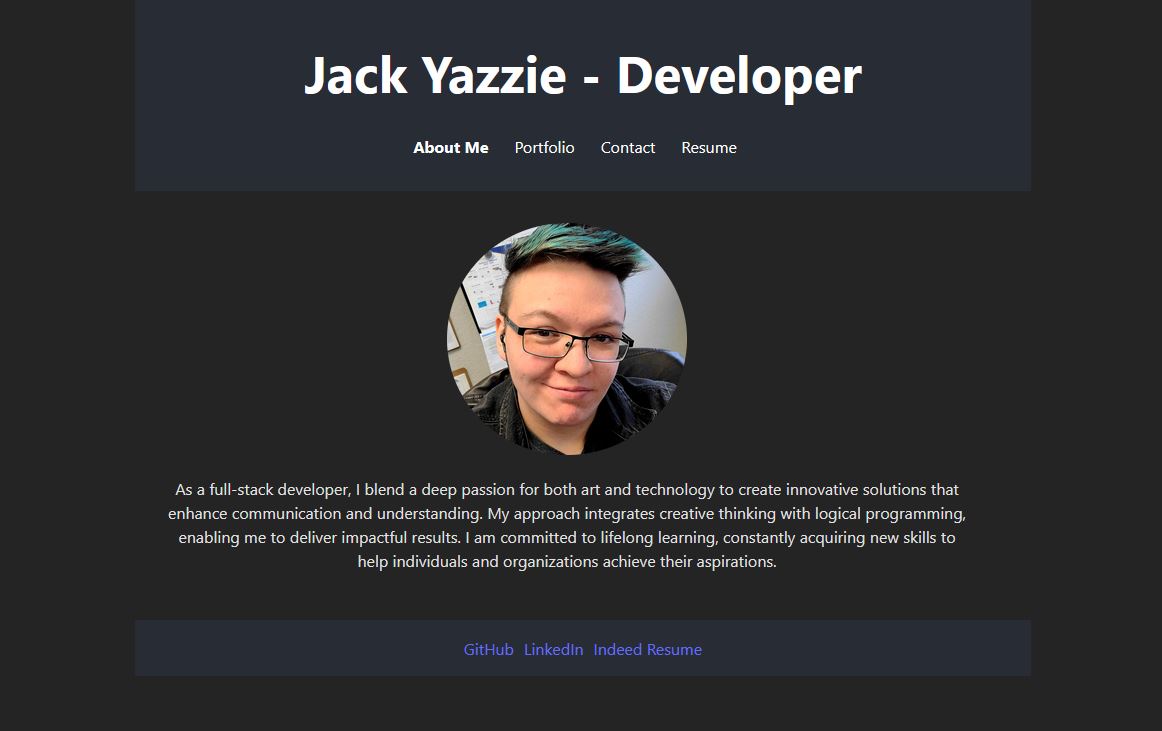 Jack Yazzie - Developer
About Me Portfolio Contact Resume
As a full-stack developer, I blend a deep passion for both art and technology to create innovative solutions that
enhance communication and understanding. My approach integrates creative thinking with logical programming,
enabling me to deliver impactful results. I am committed to lifelong learning, constantly acquiring new skills to
help individuals and organizations achieve their aspirations.
GitHub LinkedIn Indeed Resume